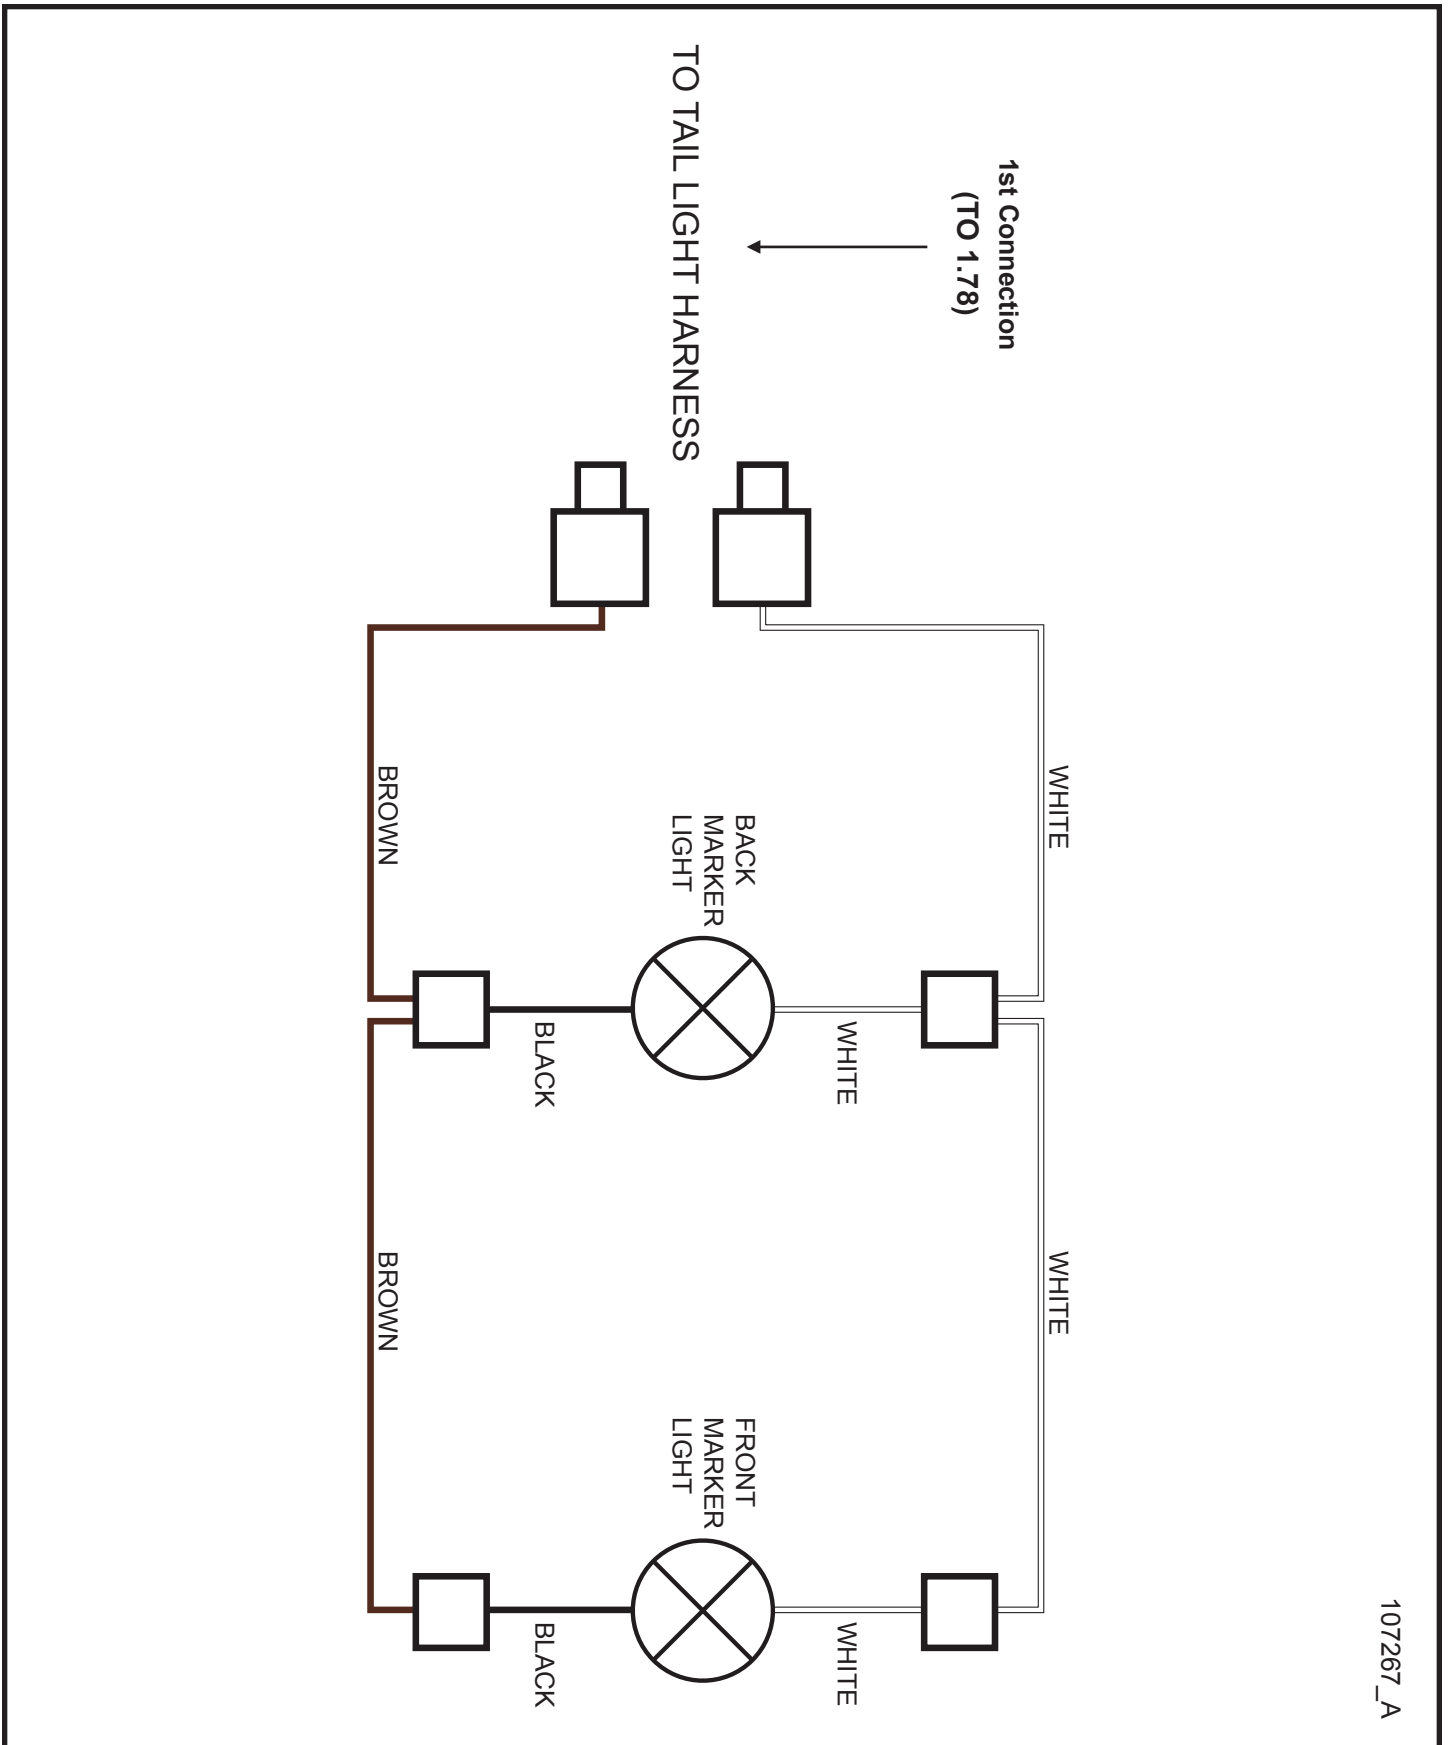 107267_A
1st Connection
(TO 1.78)
TO TAIL LIGHT HARNESS
WHITE
WHITE
BACK
MARKER
LIGHT
WHITE
BLACK
FRONT
MARKER
LIGHT
WHITE
BLACK
BROWN
BROWN